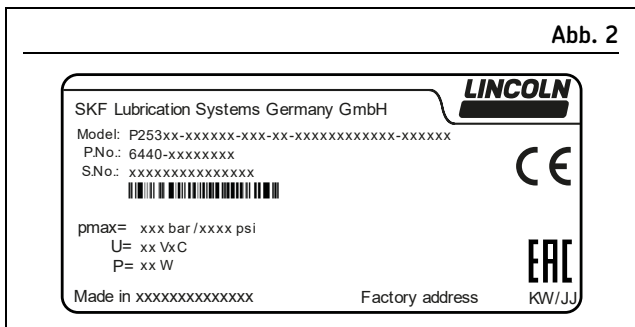 Abb. 2
LINCOLN
SKF Lubrication Systems Germany GmbH
Model: P253xx-xxxxxx-xxx-xx-xxxxxxxxxxxx-xxxxxx
P.No.: 6440-xxxxxxxx
S.No.: xxxxxxxxxxxxxxx
CE
pmax= xxx bar/xxxx psi
U= xx VxC
P= xx W
EAC
Made in xxxxxxxxxxxxxx Factory address KW/JJ